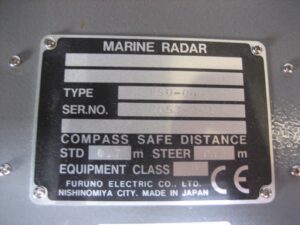 MARINE RADAR
TYPE
SER.NO.
COMPASS SAFE DISTANCE
STD m STEER m
EQUIPMENT CLASS CE
FURUNO ELECTRIC CO., LTD.
NISHINOMIYA CITY. MADE IN JAPAN